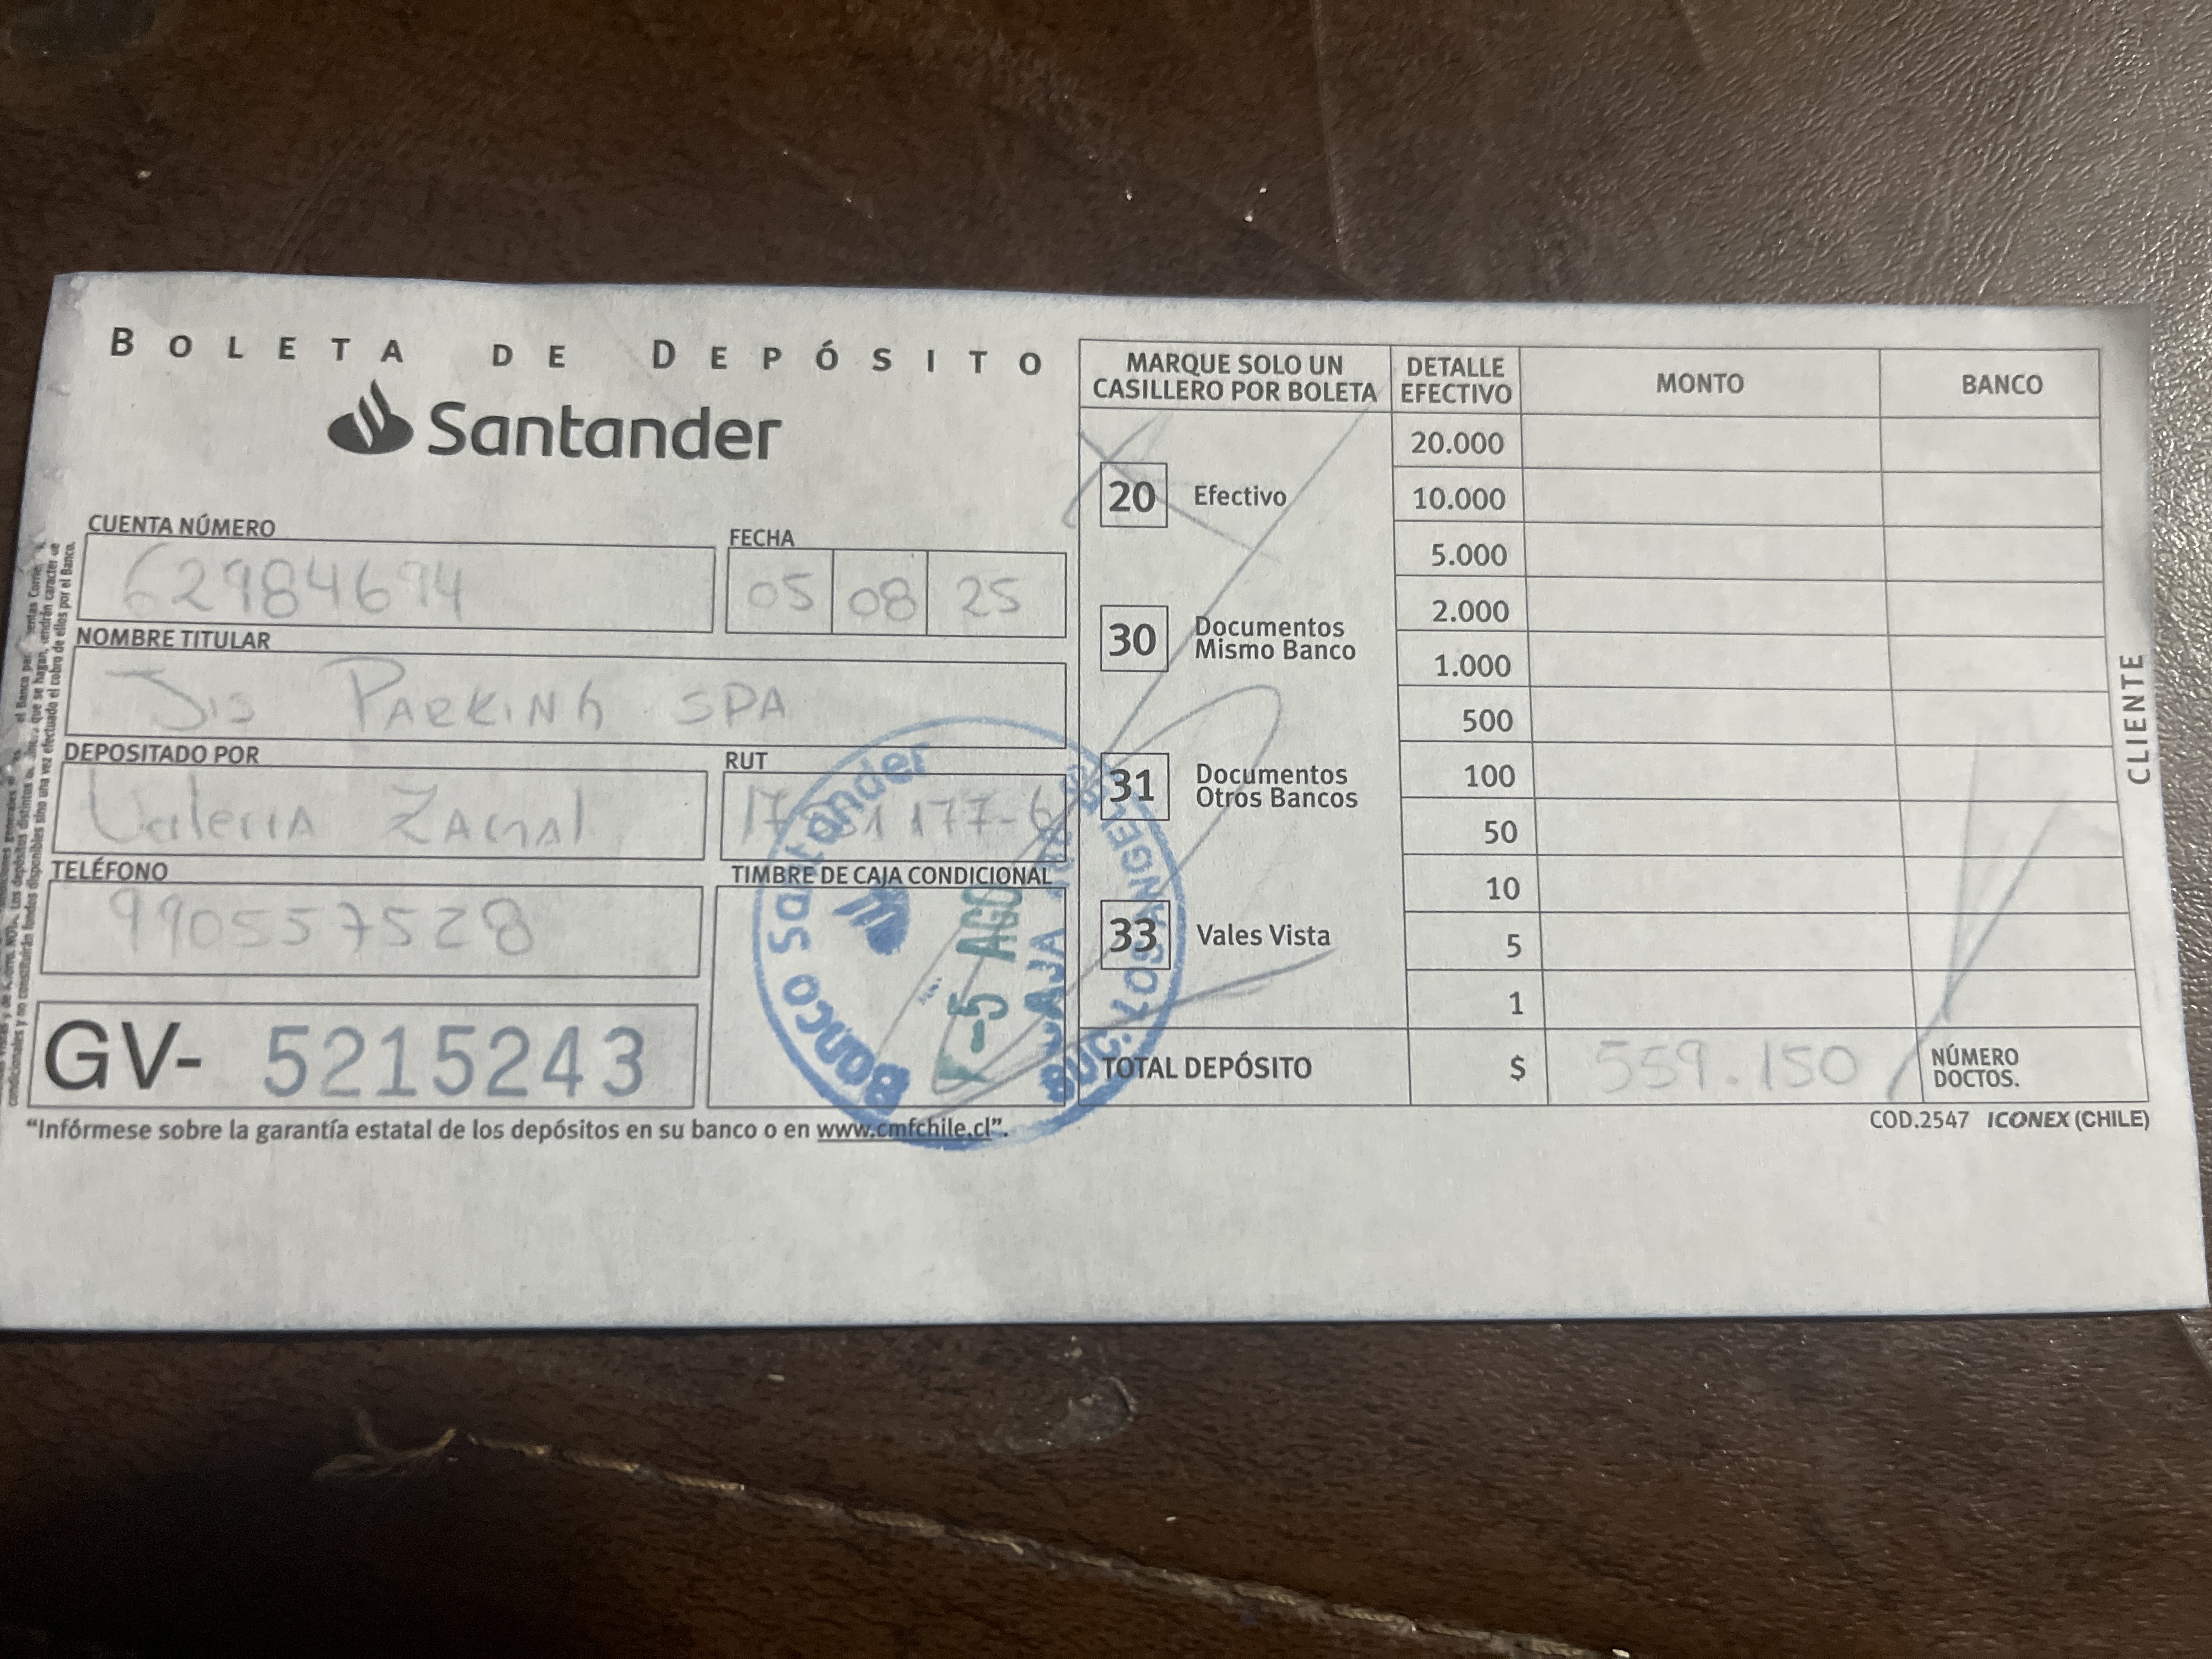 BOLETA DE DEPÓSITO
Santander
CUENTA NÚMERO
62984694
FECHA
05 08 25
NOMBRE TITULAR
Jis PARKING SPA
DEPOSITADO POR
Valeria ZAGAL
RUT
TELÉFONO
990557528
TIMBRE DE CAJA CONDICIONAL
Banco Santander
-5 AGO
CAJA
LOS ANGELES
GV- 5215243
"Infórmese sobre la garantía estatal de los depósitos en su banco o en www.cmfchile.cl".
MARQUE SOLO UN
CASILLERO POR BOLETA
20 Efectivo
30 Documentos
Mismo Banco
31 Documentos
Otros Bancos
33 Vales Vista
DETALLE
EFECTIVO
MONTO
BANCO
20.000
10.000
5.000
2.000
1.000
500
100
50
10
5
1
TOTAL DEPÓSITO $ 559.150
NÚMERO
DOCTOS.
CLIENTE
COD.2547 ICONEX (CHILE)